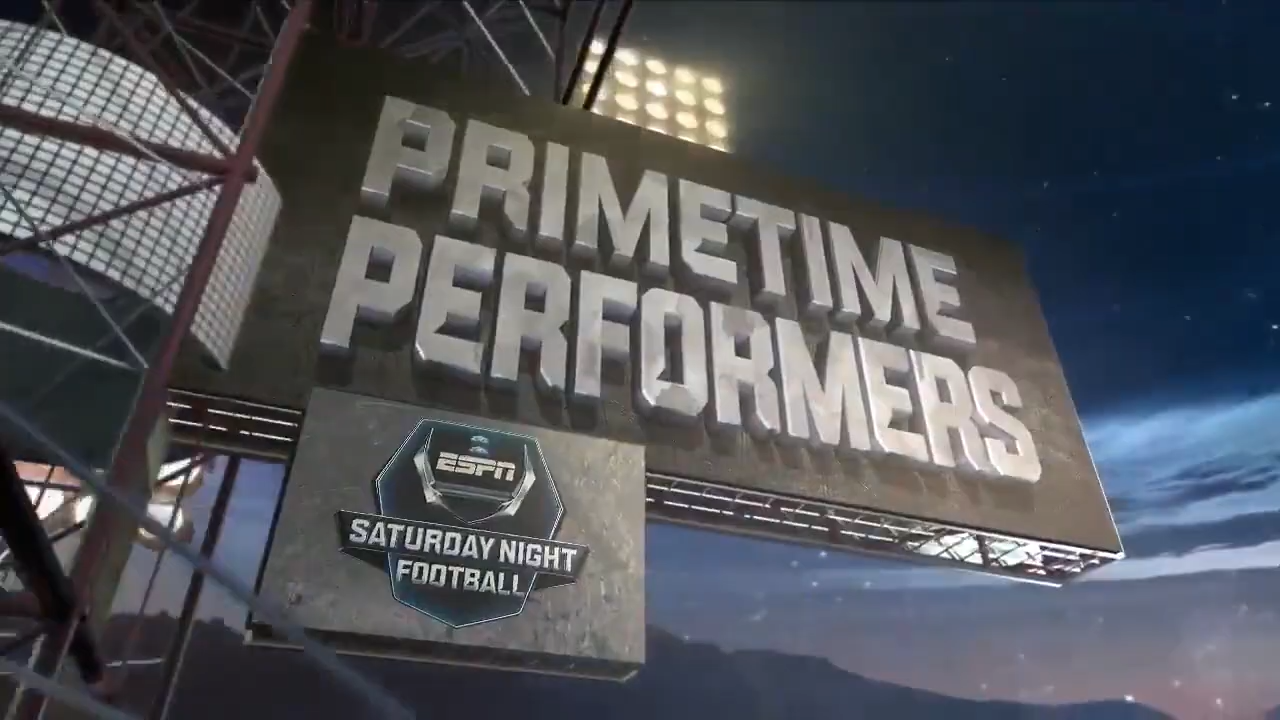 PRIMETIME
PERFORMERS
ESPN
SATURDAY NIGHT
FOOTBALL